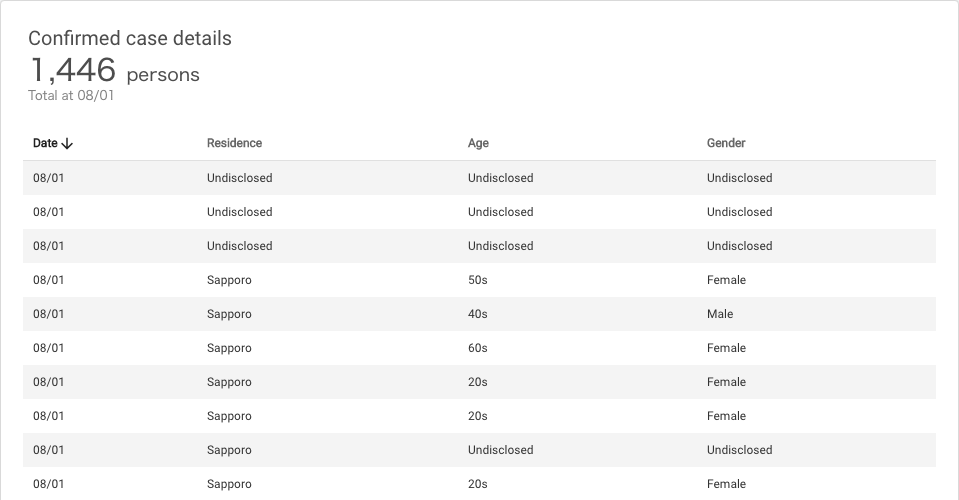 Confirmed case details
1,446 persons
Total at 08/01
Date Residence Age Gender
08/01 Undisclosed Undisclosed Undisclosed
08/01 Undisclosed Undisclosed Undisclosed
08/01 Undisclosed Undisclosed Undisclosed
08/01 Sapporo 50s Female
08/01 Sapporo 40s Male
08/01 Sapporo 60s Female
08/01 Sapporo 20s Female
08/01 Sapporo 20s Female
08/01 Sapporo Undisclosed Undisclosed
08/01 Sapporo 20s Female